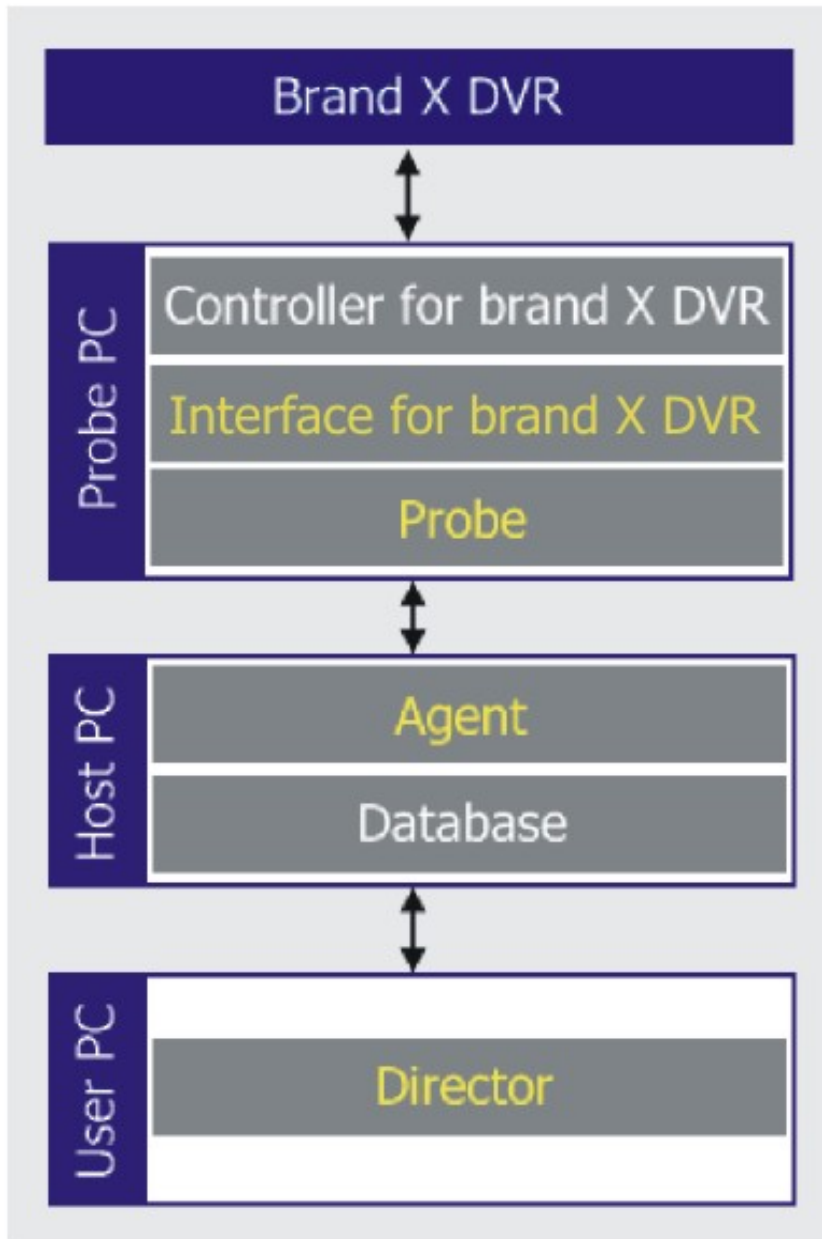 Brand X DVR
Probe PC
Controller for brand X DVR
Interface for brand X DVR
Probe
Host PC
Agent
Database
User PC
Director